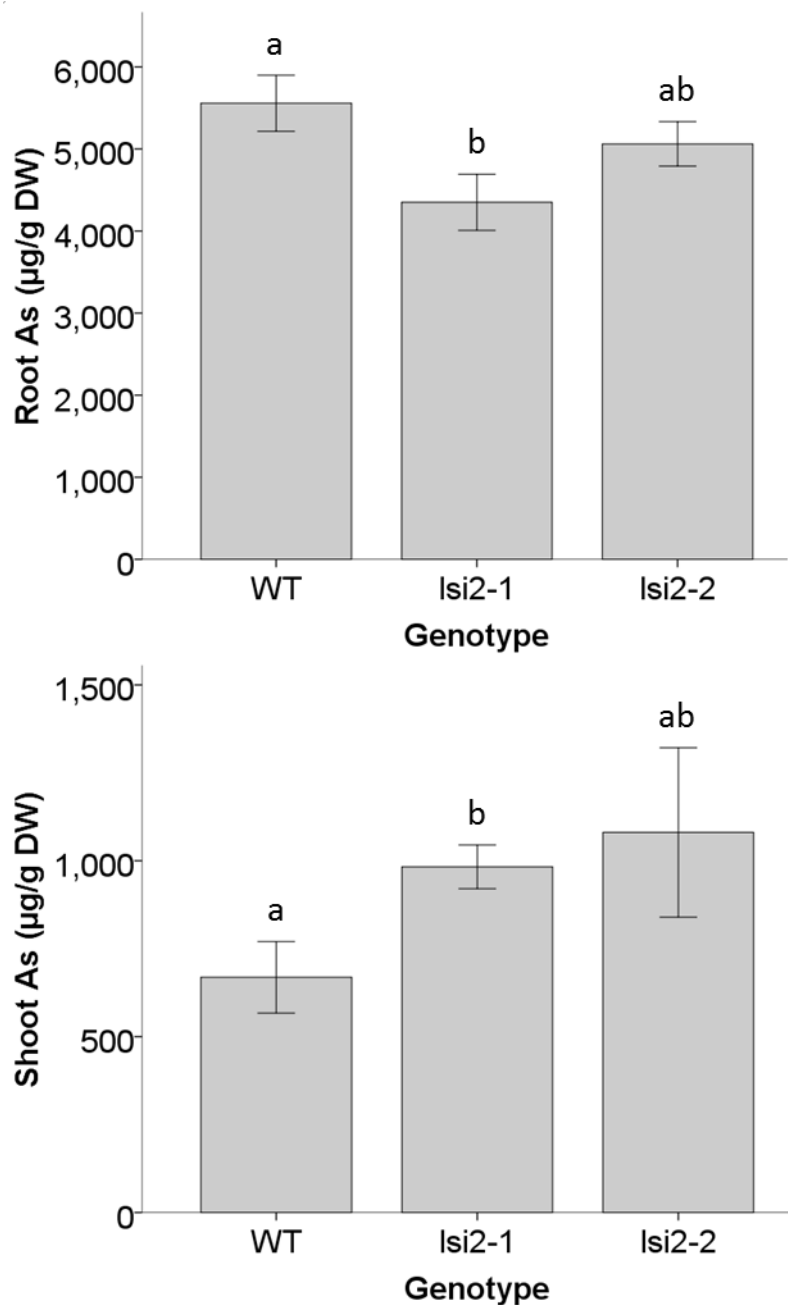 a
6,000
ab
5,000
b
4,000
3,000
2,000
1,000
0
Root As (µg/g DW)
WT lsi2-1 lsi2-2
Genotype
1,500
ab
b
1,000
a
500
0
Shoot As (µg/g DW)
WT lsi2-1 lsi2-2
Genotype